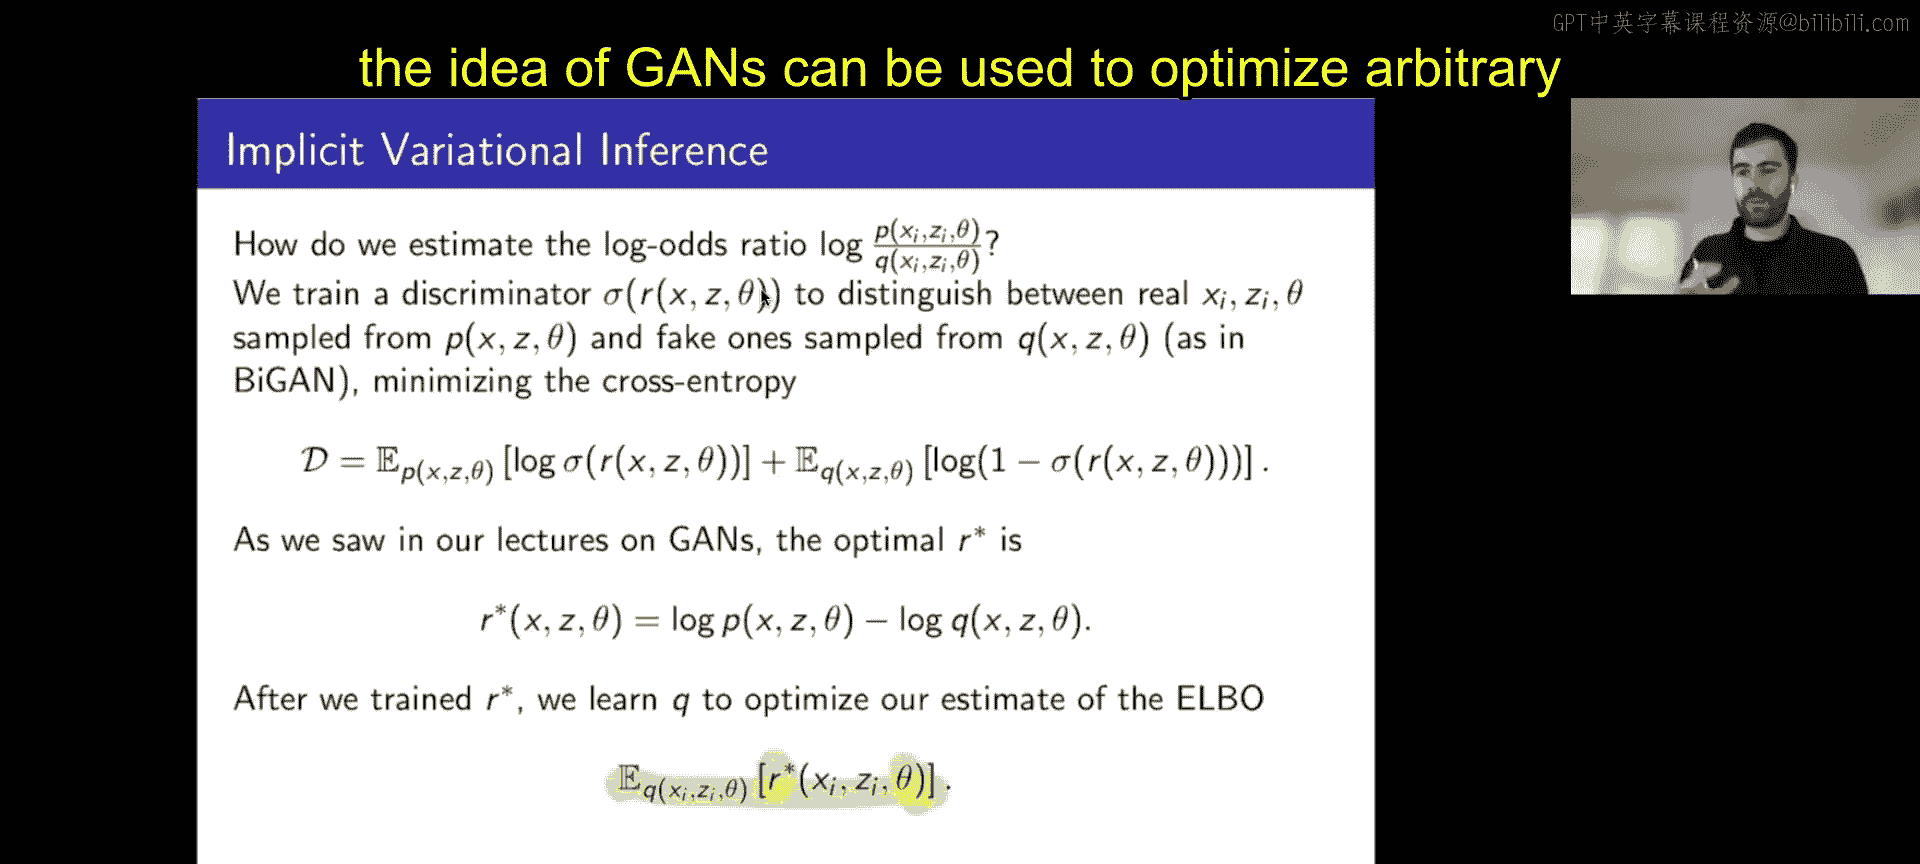 GPT中英字幕课程资源@bilibili.com
the idea of GANs can be used to optimize arbitrary
Implicit Variational Inference
How do we estimate the log-odds ratio log p(xᵢ,zᵢ,θ)/q(xᵢ,zᵢ,θ)?
We train a discriminator σ(r(x, z, θ)) to distinguish between real xᵢ, zᵢ, θ
sampled from p(x, z, θ) and fake ones sampled from q(x, z, θ) (as in
BiGAN), minimizing the cross-entropy
𝒟 = 𝔼_{p(x,z,θ)} [log σ(r(x, z, θ))] + 𝔼_{q(x,z,θ)} [log(1 − σ(r(x, z, θ)))] .
As we saw in our lectures on GANs, the optimal r* is
r*(x, z, θ) = log p(x, z, θ) − log q(x, z, θ).
After we trained r*, we learn q to optimize our estimate of the ELBO
𝔼_{q(xᵢ,zᵢ,θ)} [r*(xᵢ, zᵢ, θ)] .